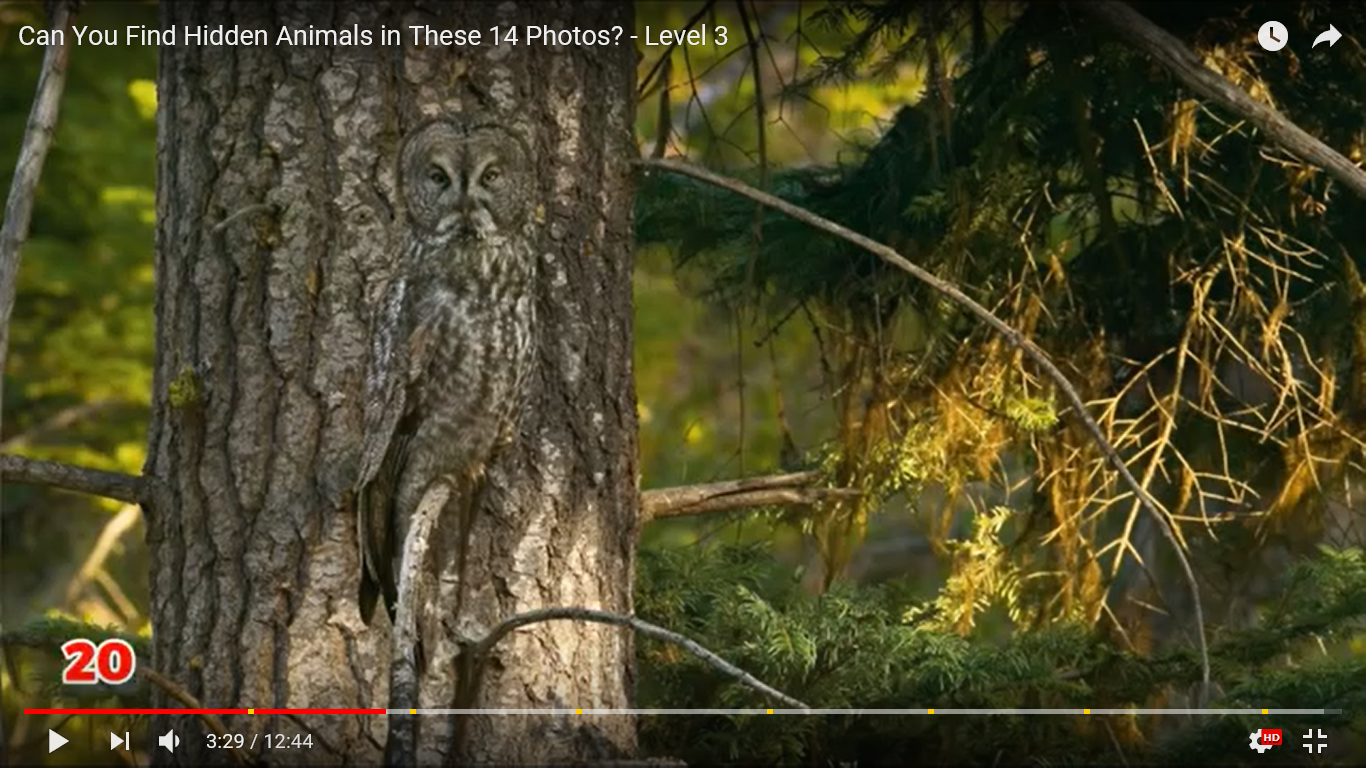 Can You Find Hidden Animals in These 14 Photos? - Level 3
20
3:29 / 12:44
HD